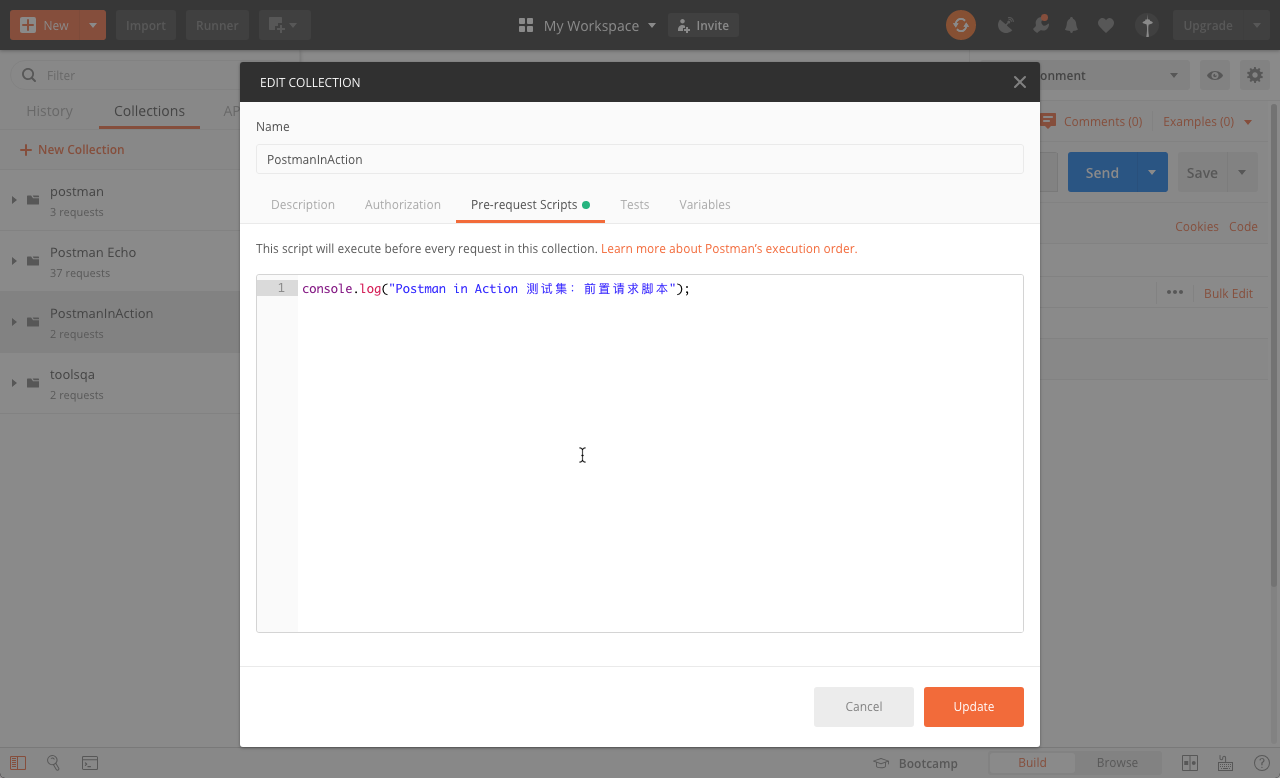 New
Import
Runner
My Workspace
Invite
Upgrade
Filter
History
Collections
AP
New Collection
postman
3 requests
Postman Echo
37 requests
PostmanInAction
2 requests
toolsqa
2 requests
EDIT COLLECTION
Name
PostmanInAction
Description
Authorization
Pre-request Scripts
Tests
Variables
This script will execute before every request in this collection. Learn more about Postman's execution order.
1 console.log("Postman in Action 测试集: 前置请求脚本");
Cancel
Update
onment
Comments (0)
Examples (0)
Send
Save
Cookies
Code
Bulk Edit
Bootcamp
Build
Browse